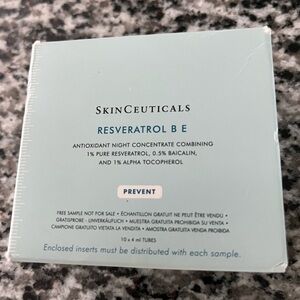 SKINCEUTICALS
RESVERATROL B E
ANTIOXIDANT NIGHT CONCENTRATE COMBINING
1% PURE RESVERATROL, 0.5% BAICALIN,
AND 1% ALPHA TOCOPHEROL
PREVENT
FREE SAMPLE NOT FOR SALE • ÉCHANTILLON GRATUIT NE PEUT ÊTRE VENDU •
GRATISPROBE - UNVERKÄUFLICH • MUESTRA GRATUITA PROHIBIDA SU VENTA •
CAMPIONE GRATUITO VIETATA LA VENDITA • AMOSTRA GRATUITA VENDA PROIBIDA
10 x 4 ml TUBES
Enclosed inserts must be distributed with each sample.